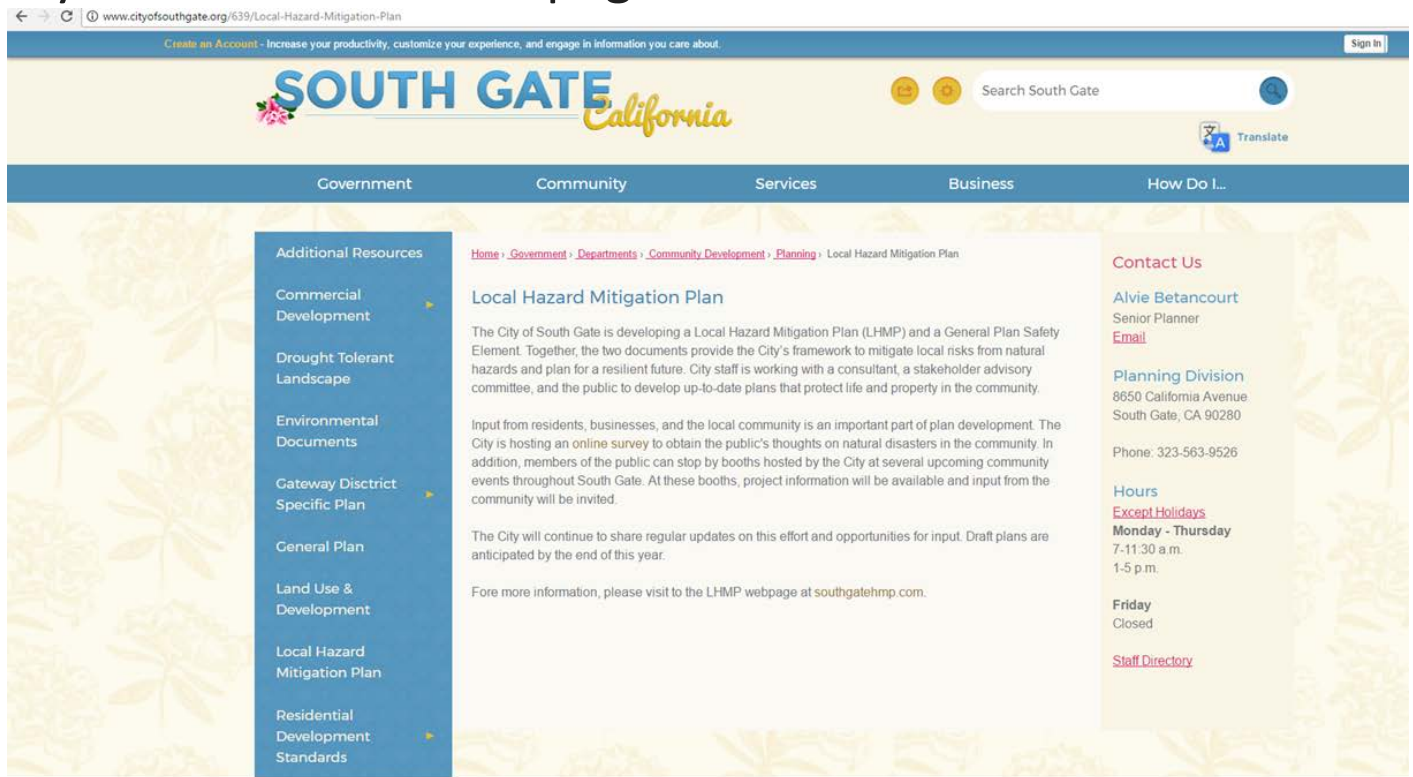 www.cityofsouthgate.org/639/Local-Hazard-Mitigation-Plan
Create an Account - Increase your productivity, customize your experience, and engage in information you care about.
Sign In
SOUTH GATE
California
Search South Gate
Translate
Government
Community
Services
Business
How Do I...
Additional Resources
Commercial
Development
Drought Tolerant
Landscape
Environmental
Documents
Gateway Disctrict
Specific Plan
General Plan
Land Use &
Development
Local Hazard
Mitigation Plan
Residential
Development
Standards
Home › Government › Departments › Community Development › Planning › Local Hazard Mitigation Plan
Local Hazard Mitigation Plan
The City of South Gate is developing a Local Hazard Mitigation Plan (LHMP) and a General Plan Safety
Element. Together, the two documents provide the City's framework to mitigate local risks from natural
hazards and plan for a resilient future. City staff is working with a consultant, a stakeholder advisory
committee, and the public to develop up-to-date plans that protect life and property in the community.
Input from residents, businesses, and the local community is an important part of plan development. The
City is hosting an online survey to obtain the public's thoughts on natural disasters in the community. In
addition, members of the public can stop by booths hosted by the City at several upcoming community
events throughout South Gate. At these booths, project information will be available and input from the
community will be invited.
The City will continue to share regular updates on this effort and opportunities for input. Draft plans are
anticipated by the end of this year.
Fore more information, please visit to the LHMP webpage at southgatehmp.com.
Contact Us
Alvie Betancourt
Senior Planner
Email
Planning Division
8650 California Avenue
South Gate, CA 90280
Phone: 323-563-9526
Hours
Except Holidays
Monday - Thursday
7-11:30 a.m.
1-5 p.m.
Friday
Closed
Staff Directory